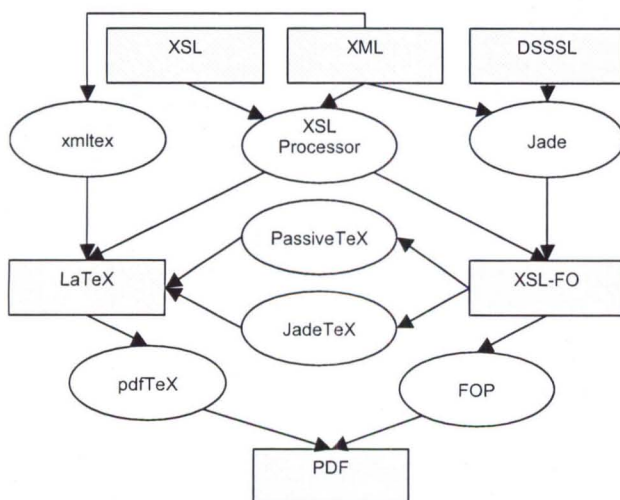 XSL
XML
DSSSL
xmltex
XSL
Processor
Jade
PassiveTeX
LaTeX
XSL-FO
JadeTeX
pdfTeX
FOP
PDF